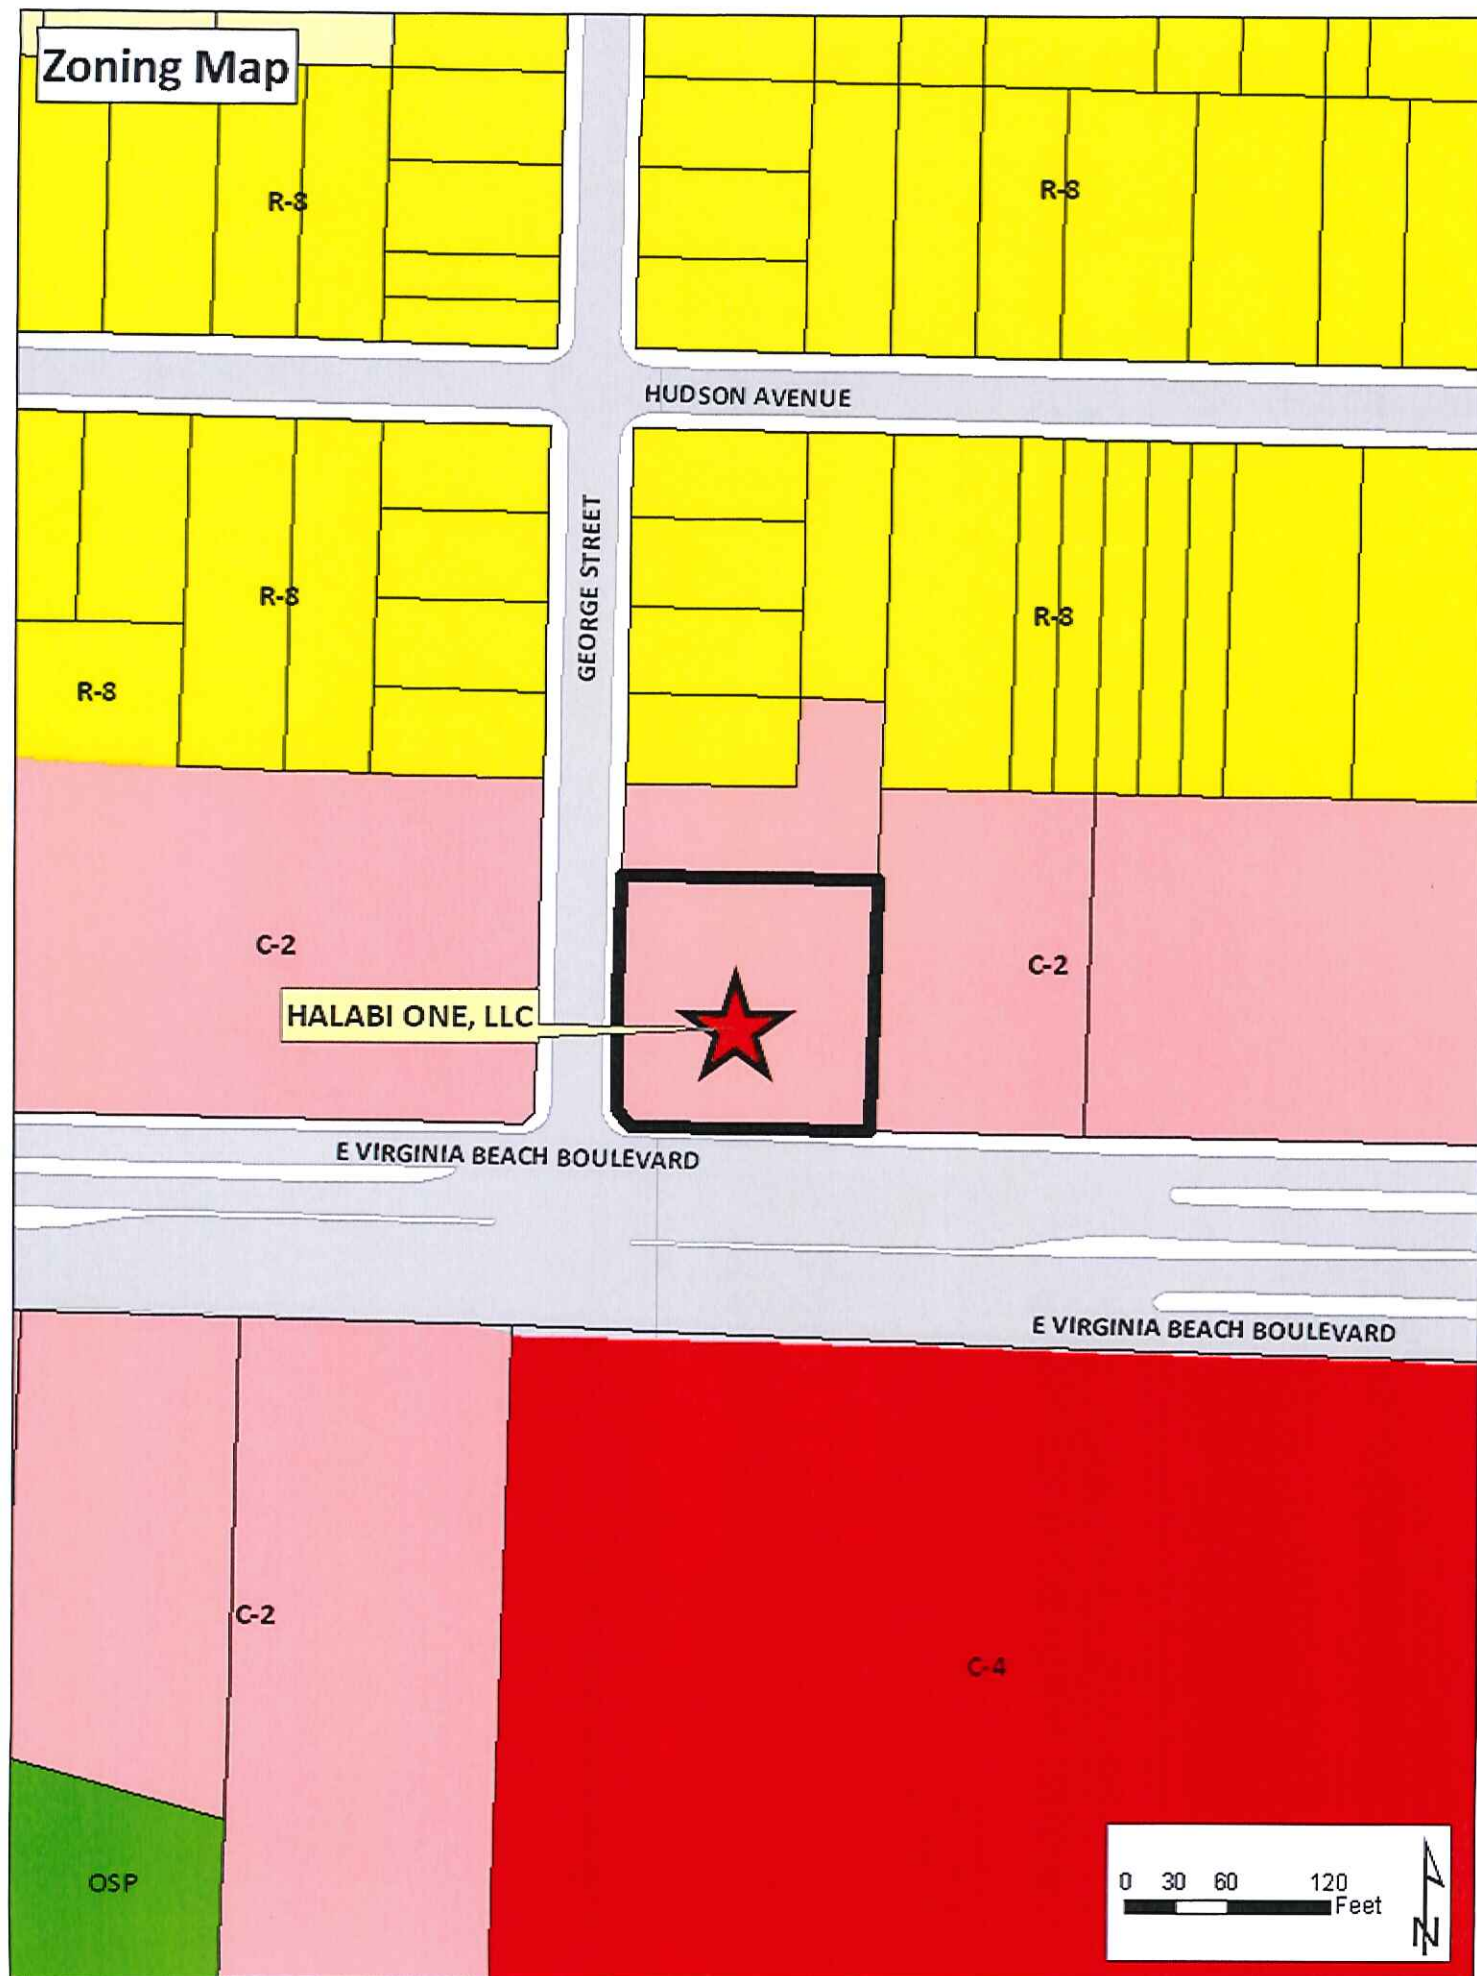 Zoning Map
R-8
R-8
HUDSON AVENUE
GEORGE STREET
R-8
R-8
R-8
C-2
C-2
HALABI ONE, LLC
E VIRGINIA BEACH BOULEVARD
E VIRGINIA BEACH BOULEVARD
C-2
C-4
OSP
0 30 60 120
Feet
N